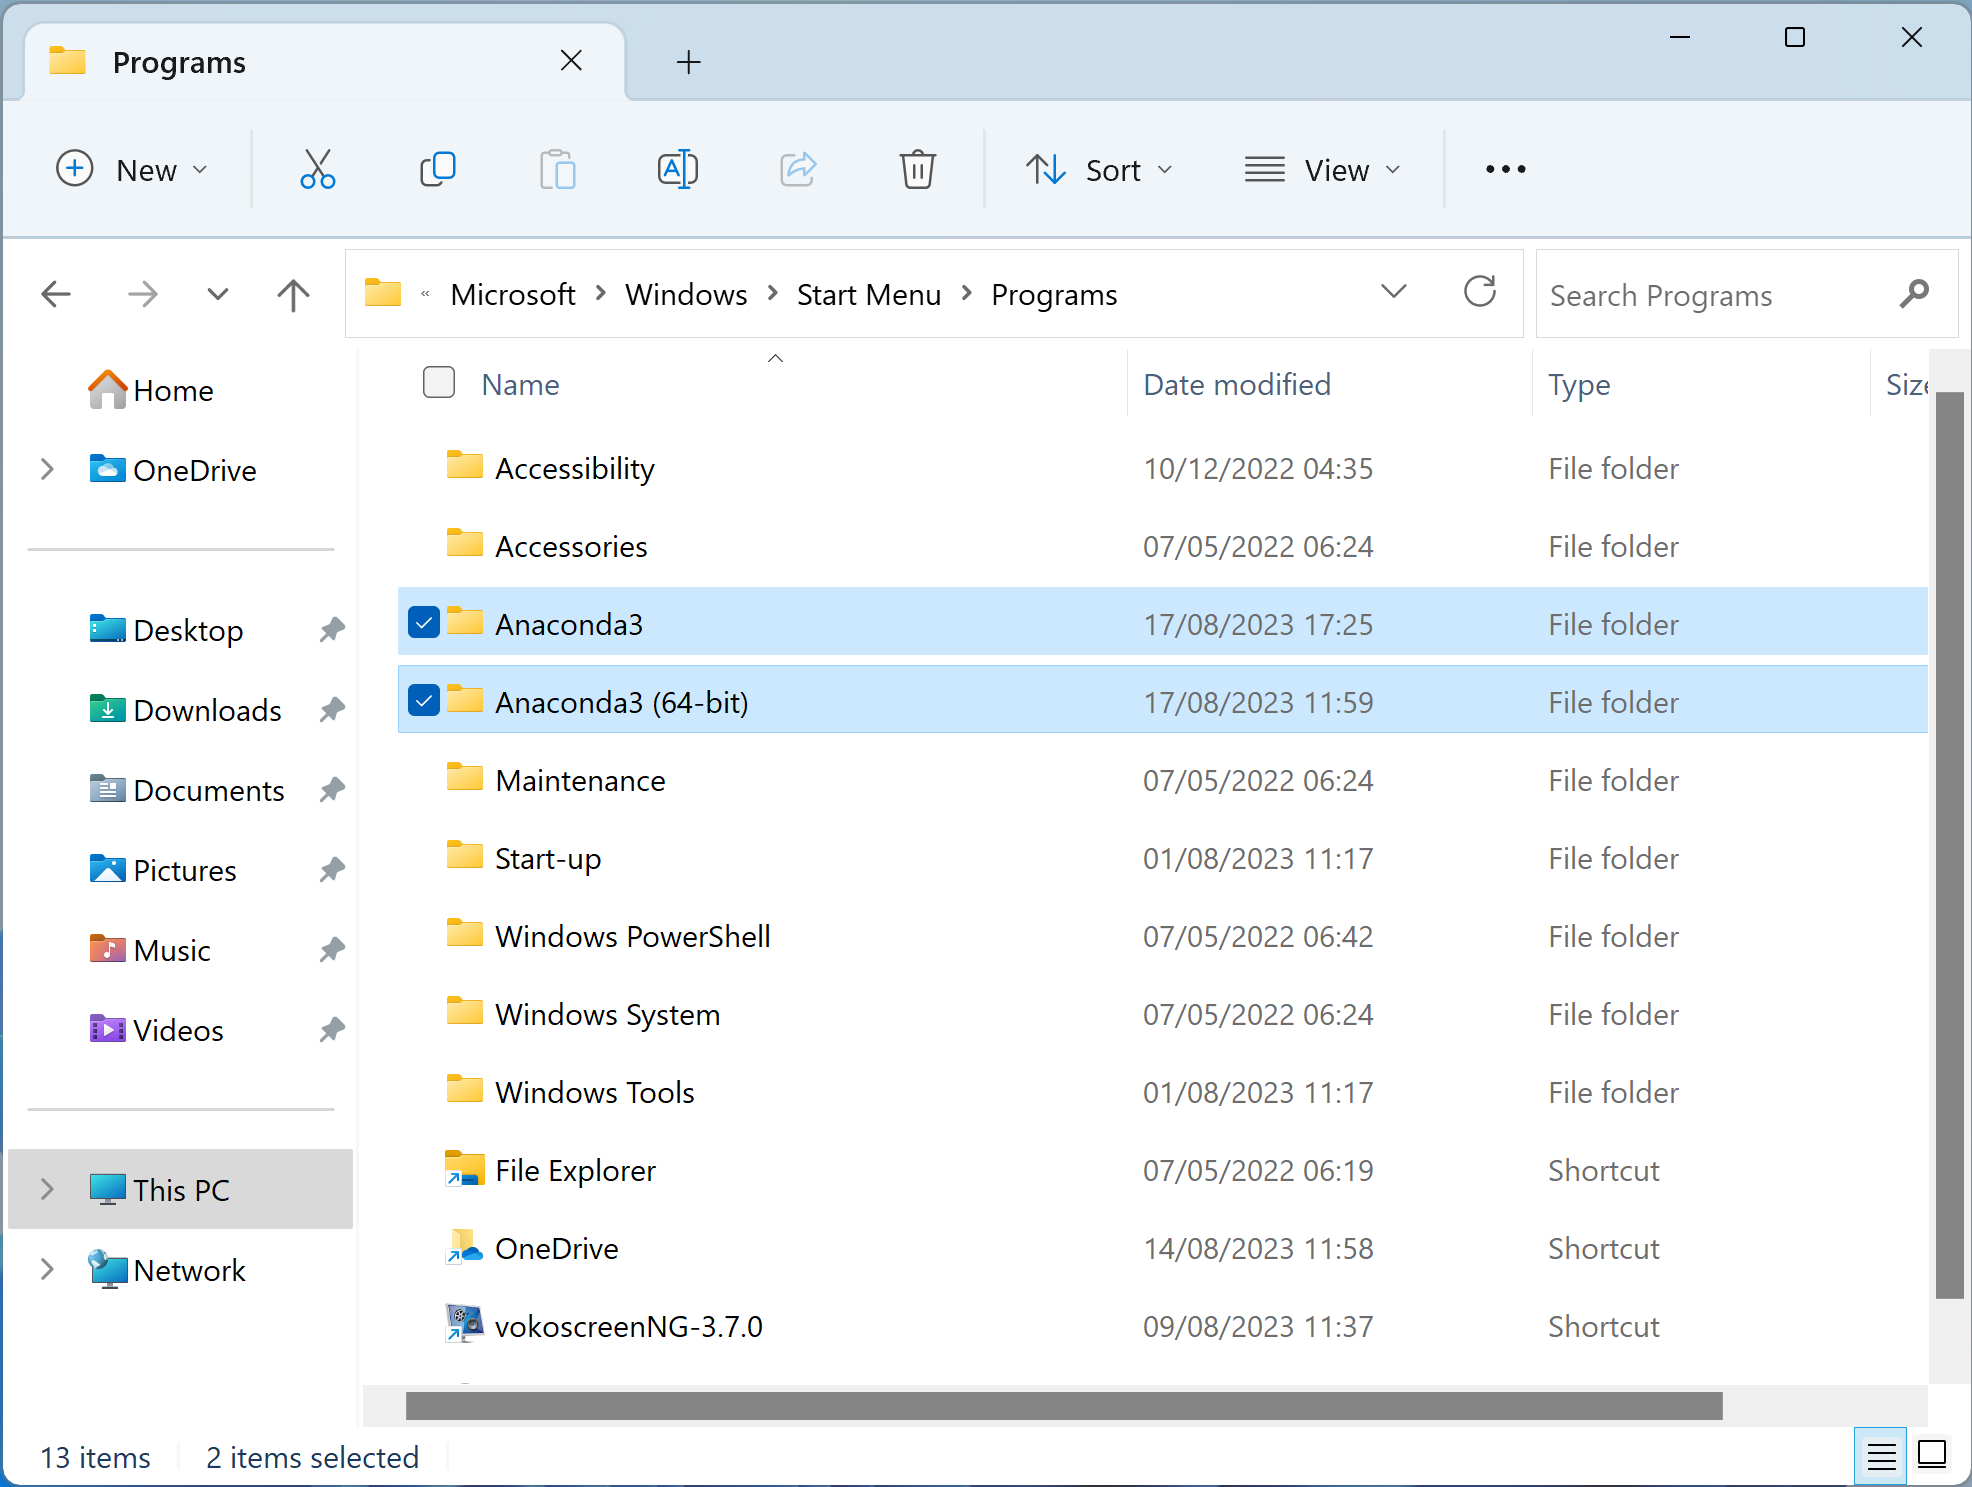 Programs
New
Sort
View
« Microsoft > Windows > Start Menu > Programs
Search Programs
Home
OneDrive
Desktop
Downloads
Documents
Pictures
Music
Videos
This PC
Network
Name Date modified Type Size
Accessibility 10/12/2022 04:35 File folder
Accessories 07/05/2022 06:24 File folder
Anaconda3 17/08/2023 17:25 File folder
Anaconda3 (64-bit) 17/08/2023 11:59 File folder
Maintenance 07/05/2022 06:24 File folder
Start-up 01/08/2023 11:17 File folder
Windows PowerShell 07/05/2022 06:42 File folder
Windows System 07/05/2022 06:24 File folder
Windows Tools 01/08/2023 11:17 File folder
File Explorer 07/05/2022 06:19 Shortcut
OneDrive 14/08/2023 11:58 Shortcut
vokoscreenNG-3.7.0 09/08/2023 11:37 Shortcut
13 items 2 items selected